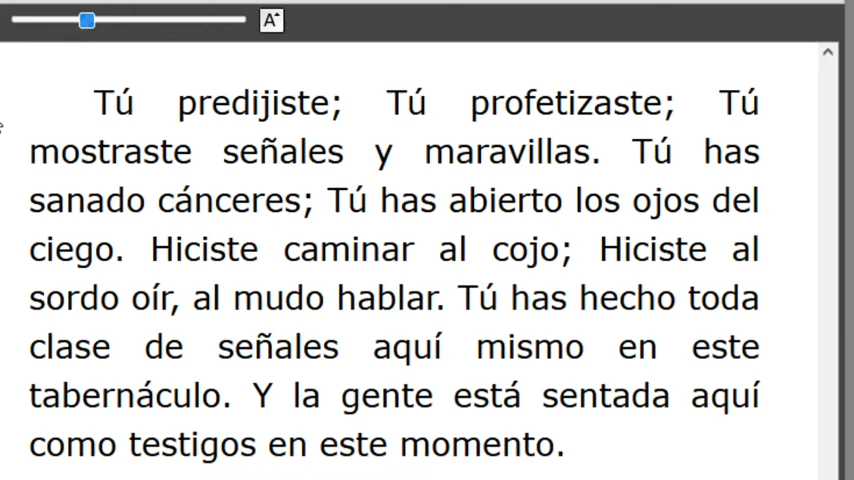 A
Tú predijiste; Tú profetizaste; Tú
mostraste señales y maravillas. Tú has
sanado cánceres; Tú has abierto los ojos del
ciego. Hiciste caminar al cojo; Hiciste al
sordo oír, al mudo hablar. Tú has hecho toda
clase de señales aquí mismo en este
tabernáculo. Y la gente está sentada aquí
como testigos en este momento.